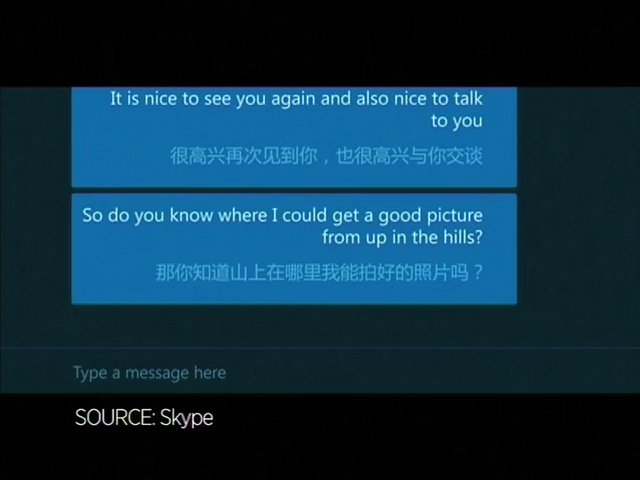 It is nice to see you again and also nice to talk
to you
很高兴再次见到你，也很高兴与你交谈
So do you know where I could get a good picture
from up in the hills?
那你知道山上在哪里我能拍好的照片吗？
Type a message here
SOURCE: Skype